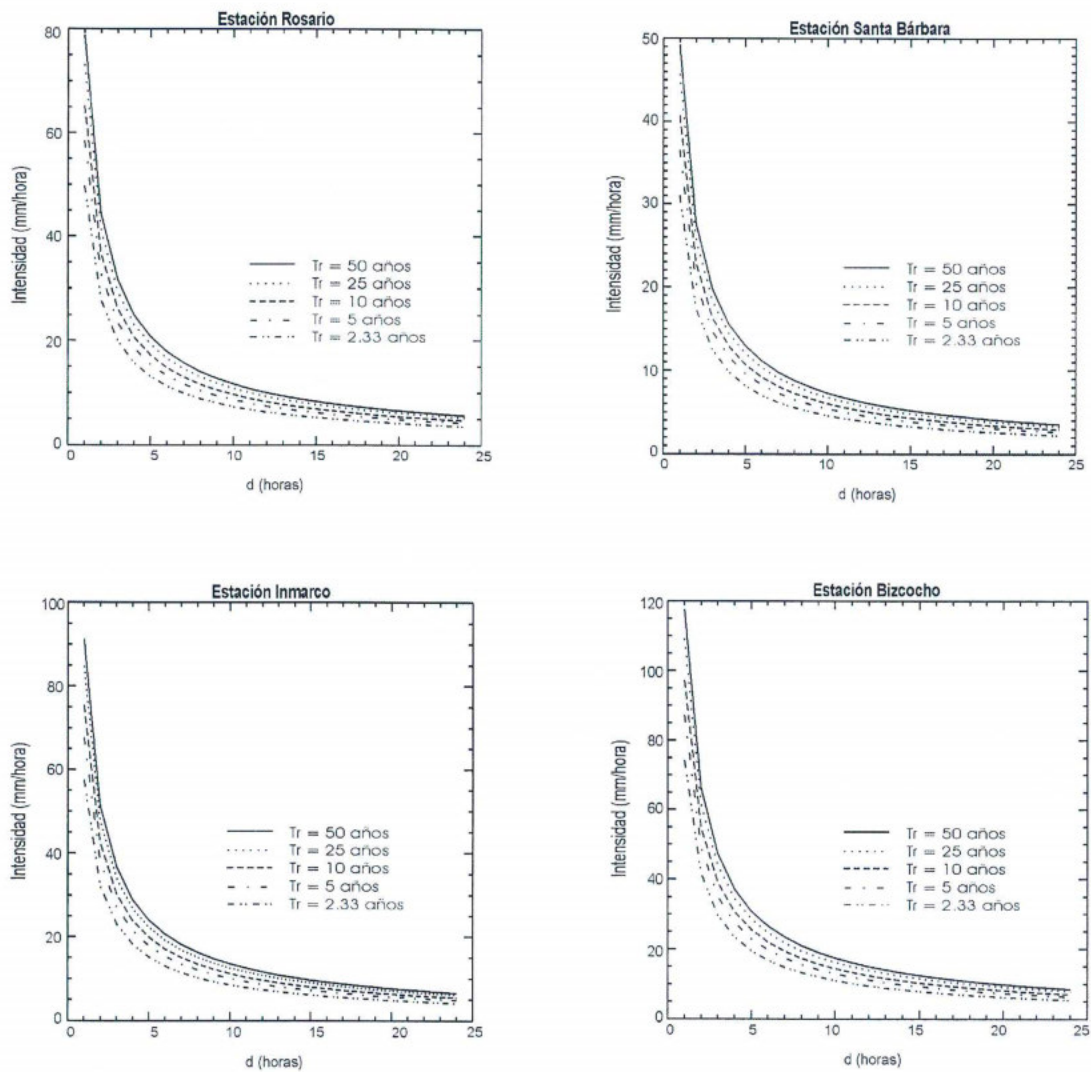 Estación Rosario
80
60
40
20
0
0 5 10 15 20 25
Intensidad (mm/hora)
d (horas)
Tr = 50 años
Tr = 25 años
Tr = 10 años
Tr = 5 años
Tr = 2.33 años
Estación Santa Bárbara
50
40
30
20
10
0
0 5 10 15 20 25
Intensidad (mm/hora)
d (horas)
Tr = 50 años
Tr = 25 años
Tr = 10 años
Tr = 5 años
Tr = 2.33 años
Estación Inmarco
100
80
60
40
20
0
0 5 10 15 20 25
Intensidad (mm/hora)
d (horas)
Tr = 50 años
Tr = 25 años
Tr = 10 años
Tr = 5 años
Tr = 2.33 años
Estación Bizcocho
120
100
80
60
40
20
0
0 5 10 15 20 25
Intensidad (mm/hora)
d (horas)
Tr = 50 años
Tr = 25 años
Tr = 10 años
Tr = 5 años
Tr = 2.33 años